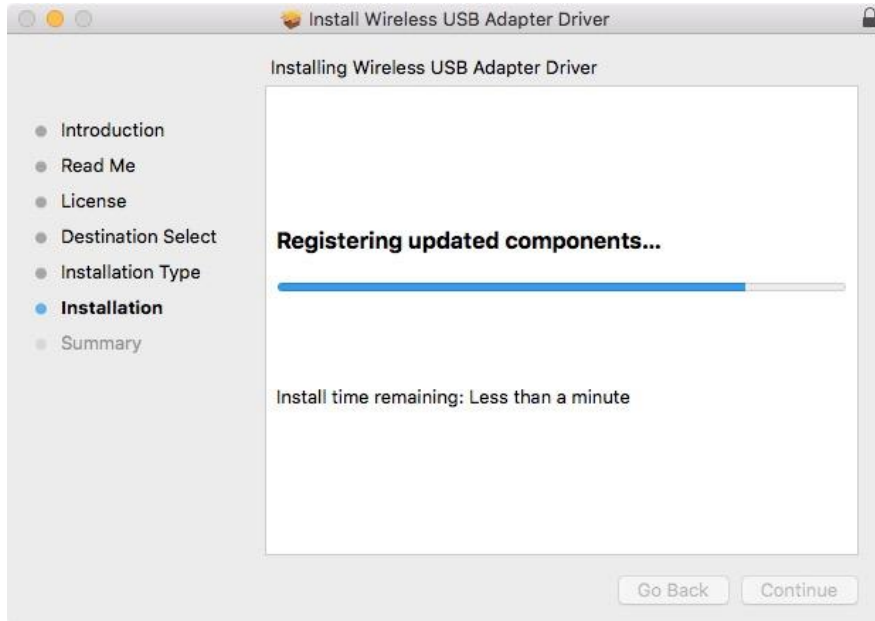 Install Wireless USB Adapter Driver
Installing Wireless USB Adapter Driver
Introduction
Read Me
License
Destination Select
Installation Type
Installation
Summary
Registering updated components...
Install time remaining: Less than a minute
Go Back
Continue